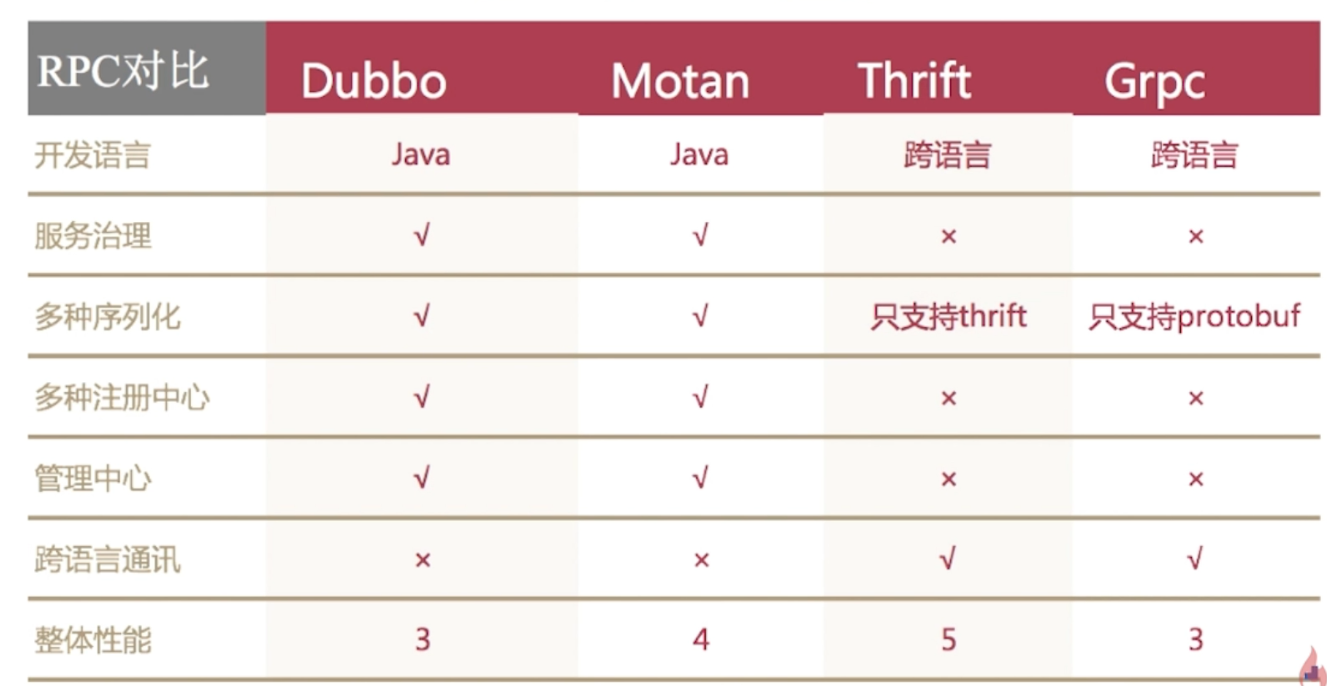 RPC对比 Dubbo Motan Thrift Grpc
开发语言 Java Java 跨语言 跨语言
服务治理 √ √ × ×
多种序列化 √ √ 只支持thrift 只支持protobuf
多种注册中心 √ √ × ×
管理中心 √ √ × ×
跨语言通讯 × × √ √
整体性能 3 4 5 3